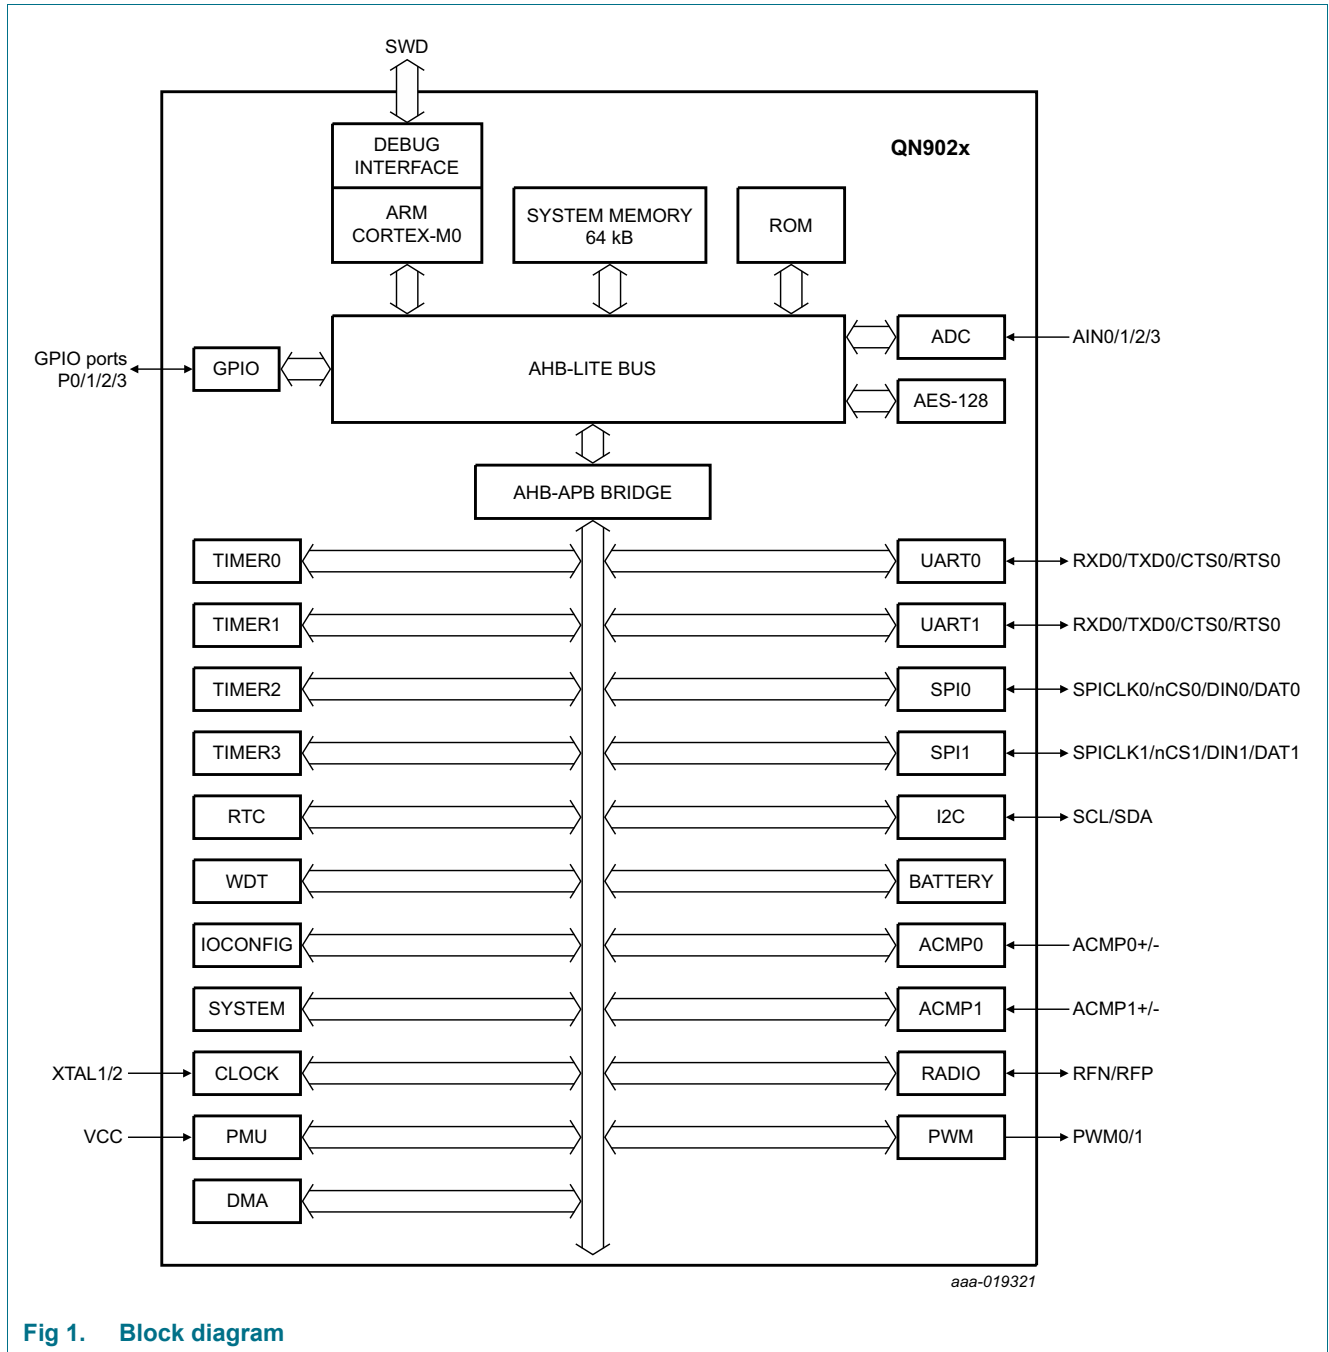 SWD
QN902x
DEBUG
INTERFACE
ARM
CORTEX-M0
SYSTEM MEMORY
64 kB
ROM
GPIO ports
P0/1/2/3
GPIO
AHB-LITE BUS
ADC
AIN0/1/2/3
AES-128
AHB-APB BRIDGE
TIMER0
UART0
RXD0/TXD0/CTS0/RTS0
TIMER1
UART1
RXD0/TXD0/CTS0/RTS0
TIMER2
SPI0
SPICLK0/nCS0/DIN0/DAT0
TIMER3
SPI1
SPICLK1/nCS1/DIN1/DAT1
RTC
I2C
SCL/SDA
WDT
BATTERY
IOCONFIG
ACMP0
ACMP0+/-
SYSTEM
ACMP1
ACMP1+/-
XTAL1/2
CLOCK
RADIO
RFN/RFP
VCC
PMU
PWM
PWM0/1
DMA
aaa-019321
Fig 1. Block diagram